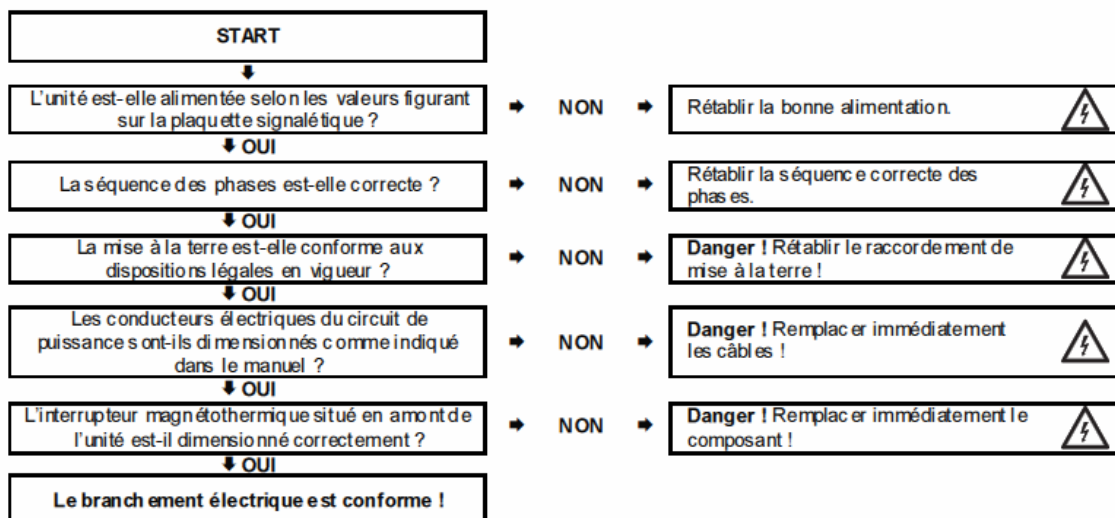 START
L'unité est-elle alimentée selon les valeurs figurant
sur la plaquette signalétique ?
NON
Rétablir la bonne alimentation.
OUI
La séquence des phases est-elle correcte ?
NON
Rétablir la séquence correcte des
phases.
OUI
La mise à la terre est-elle conforme aux
dispositions légales en vigueur ?
NON
Danger ! Rétablir le raccordement de
mise à la terre !
OUI
Les conducteurs électriques du circuit de
puissance sont-ils dimensionnés comme indiqué
dans le manuel ?
NON
Danger ! Remplacer immédiatement
les câbles !
OUI
L'interrupteur magnétothermique situé en amont de
l'unité est-il dimensionné correctement ?
NON
Danger ! Remplacer immédiatement le
composant !
OUI
Le branchement électrique est conforme !